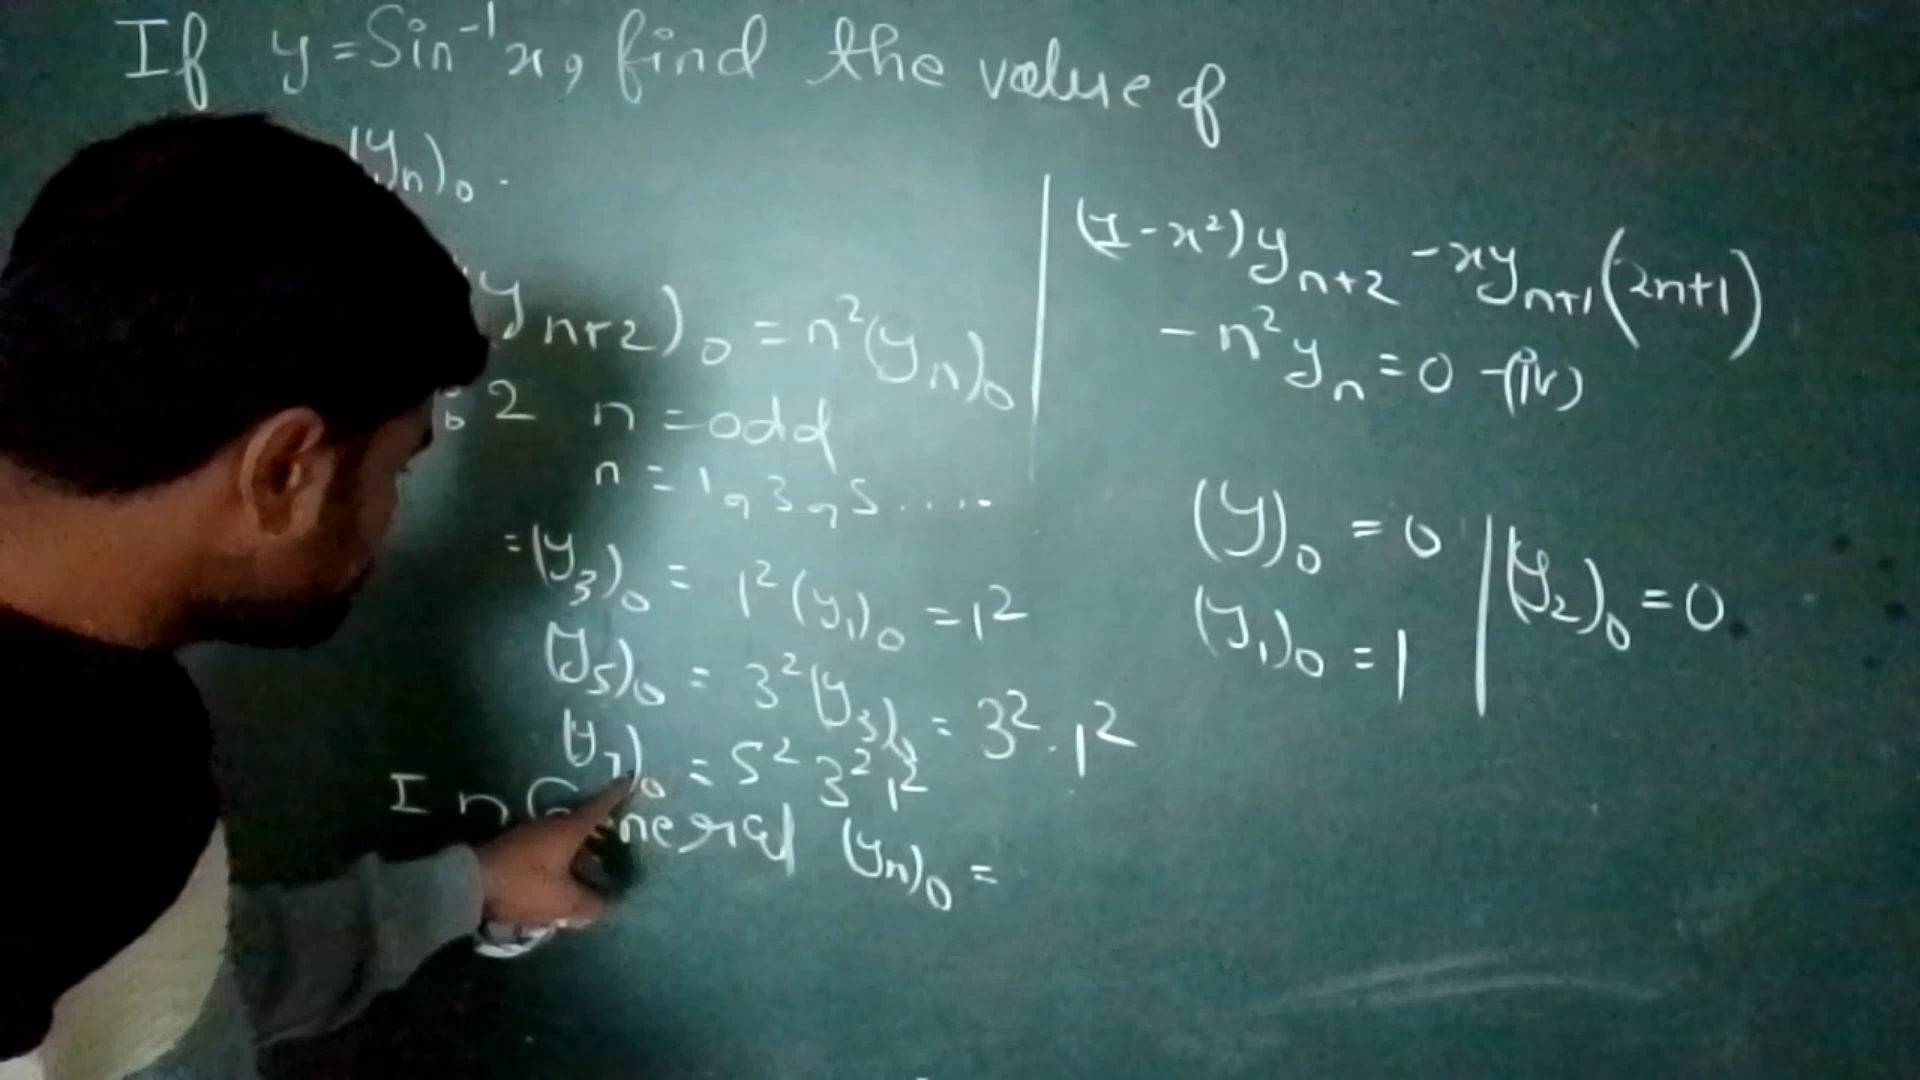 If y = Sin⁻¹x, find the value of
(yn)₀.
yn+2)₀ = n²(yn)₀
2 n = odd
n = 1, 3, 5 ....
= (y₃)₀ = 1²(y₁)₀ = 1²
(y₅)₀ = 3²(y₃)₀ = 3².1²
(y₇)₀ = 5² 3² 1²
In General (yn)₀ =
(1-x²)yn+2 - xyn+1(2n+1)
- n²yn = 0 -(iv)
(y)₀ = 0 | (y₂)₀ = 0
(y₁)₀ = 1